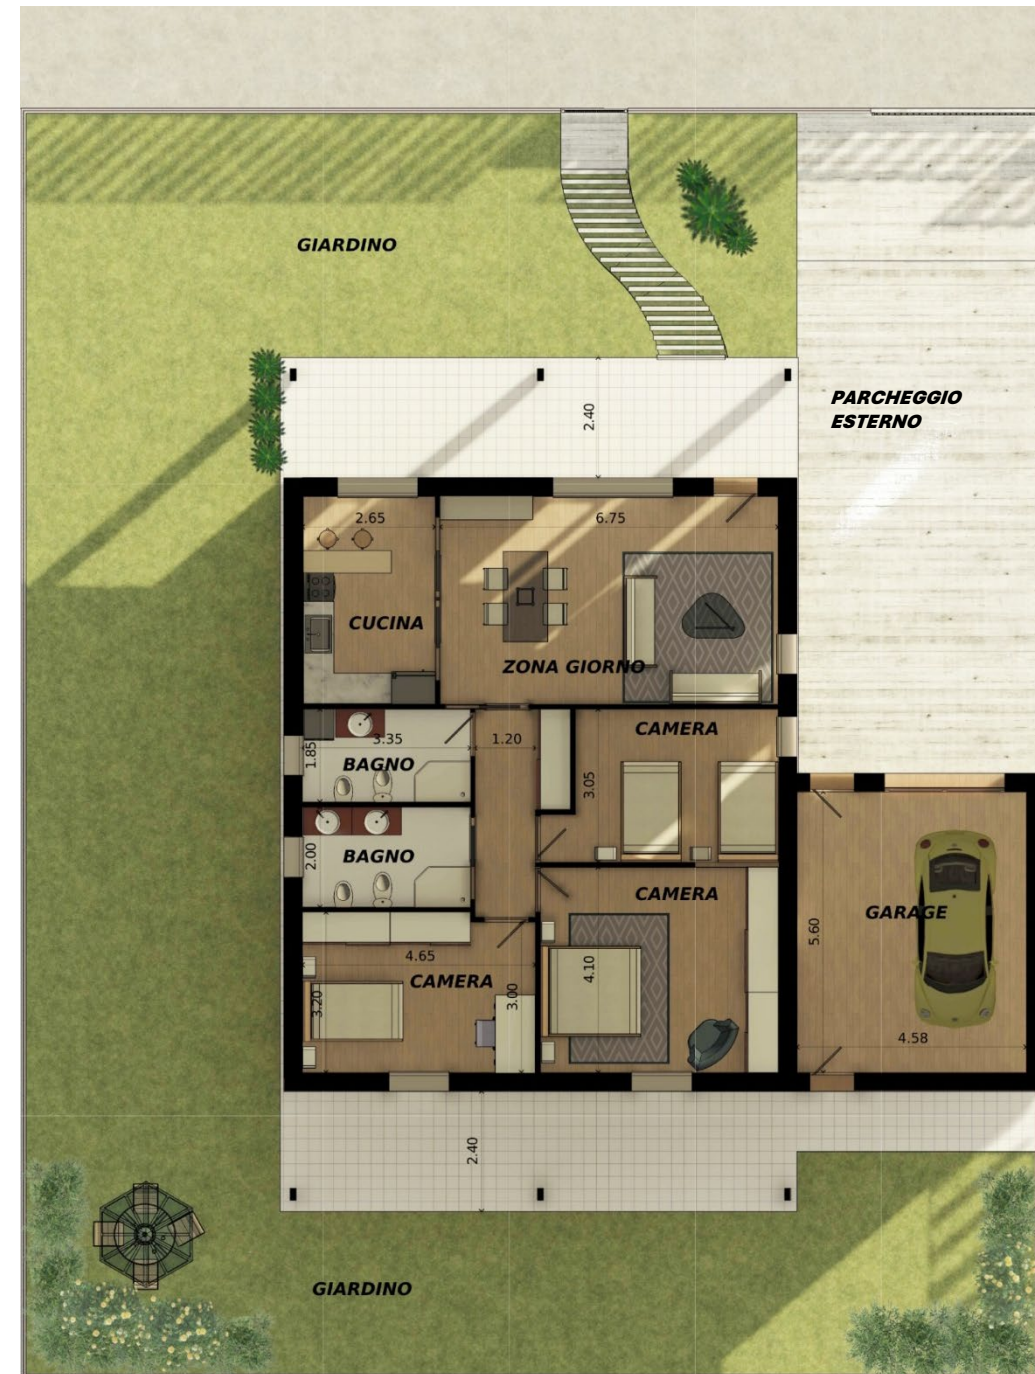 GIARDINO
PARCHEGGIO
ESTERNO
2.40
2.65
6.75
CUCINA
ZONA GIORNO
CAMERA
3.35
1.20
1.85
BAGNO
3.05
BAGNO
2.00
CAMERA
GARAGE
5.60
4.65
4.10
CAMERA
3.20
3.00
4.58
2.40
GIARDINO